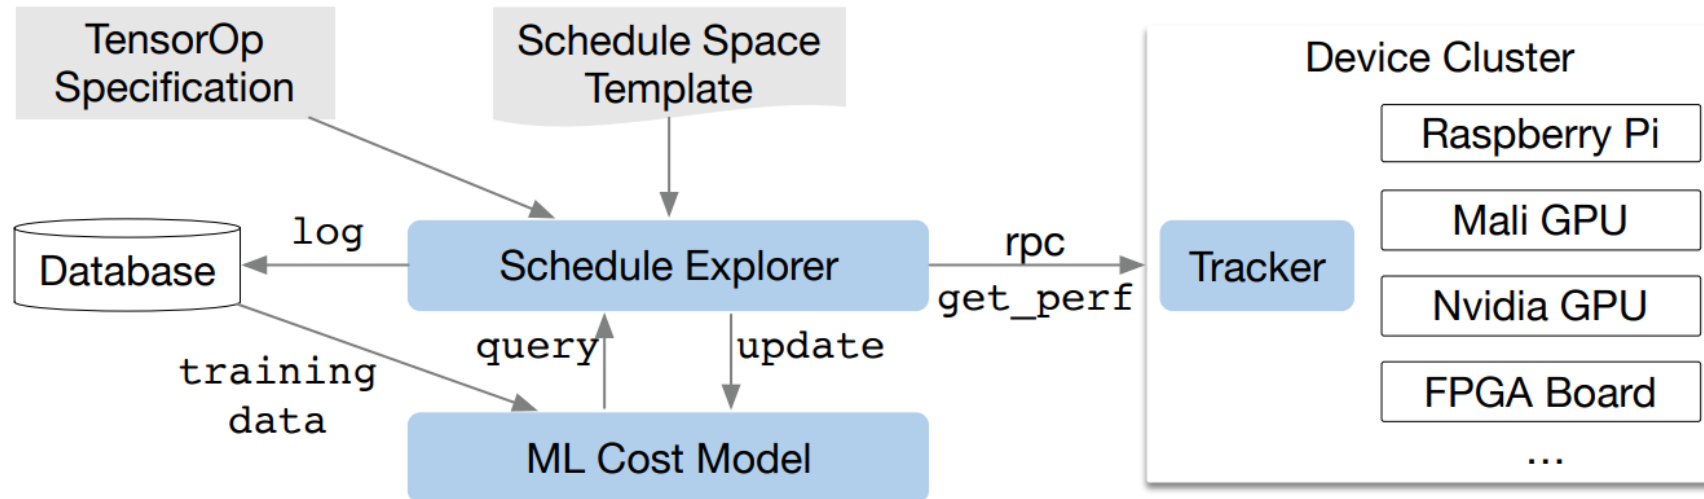 TensorOp
Specification
Schedule Space
Template
Device Cluster
Raspberry Pi
Mali GPU
Nvidia GPU
FPGA Board
...
Tracker
Database
log
Schedule Explorer
rpc
get_perf
query
update
training
data
ML Cost Model